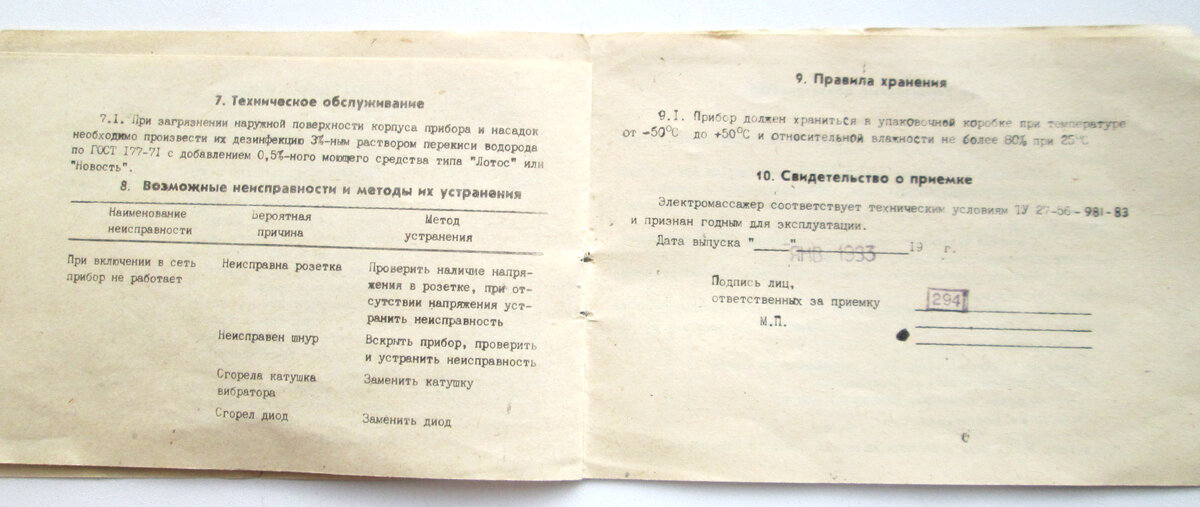 7. Техническое обслуживание
7.I. При загрязнении наружной поверхности корпуса прибора и насадок
необходимо произвести их дезинфекцию 3%-ным раствором перекиси водорода
по ГОСТ 177-71 с добавлением 0,5%-ного моющего средства типа "Лотос" или
"Новость".
8. Возможные неисправности и методы их устранения
Наименование неисправности
Вероятная причина
Метод устранения
При включении в сеть
прибор не работает
Неисправна розетка
Проверить наличие напря-
жения в розетке, при от-
сутствии напряжения уст-
ранить неисправность
Неисправен шнур
Вскрыть прибор, проверить
и устранить неисправность
Сгорела катушка
вибратора
Заменить катушку
Сгорел диод
Заменить диод
9. Правила хранения
9.I. Прибор должен храниться в упаковочной коробке при температуре
от -50°С до +50°С и относительной влажности не более 80% при 25°С
10. Свидетельство о приемке
Электромассажер соответствует техническим условиям ТУ 27-56-981-83
и признан годным для эксплуатации.
Дата выпуска "___"___ 19 г.
ЯНВ 1993
Подпись лиц,
ответственных за приемку
294
М.П.
6